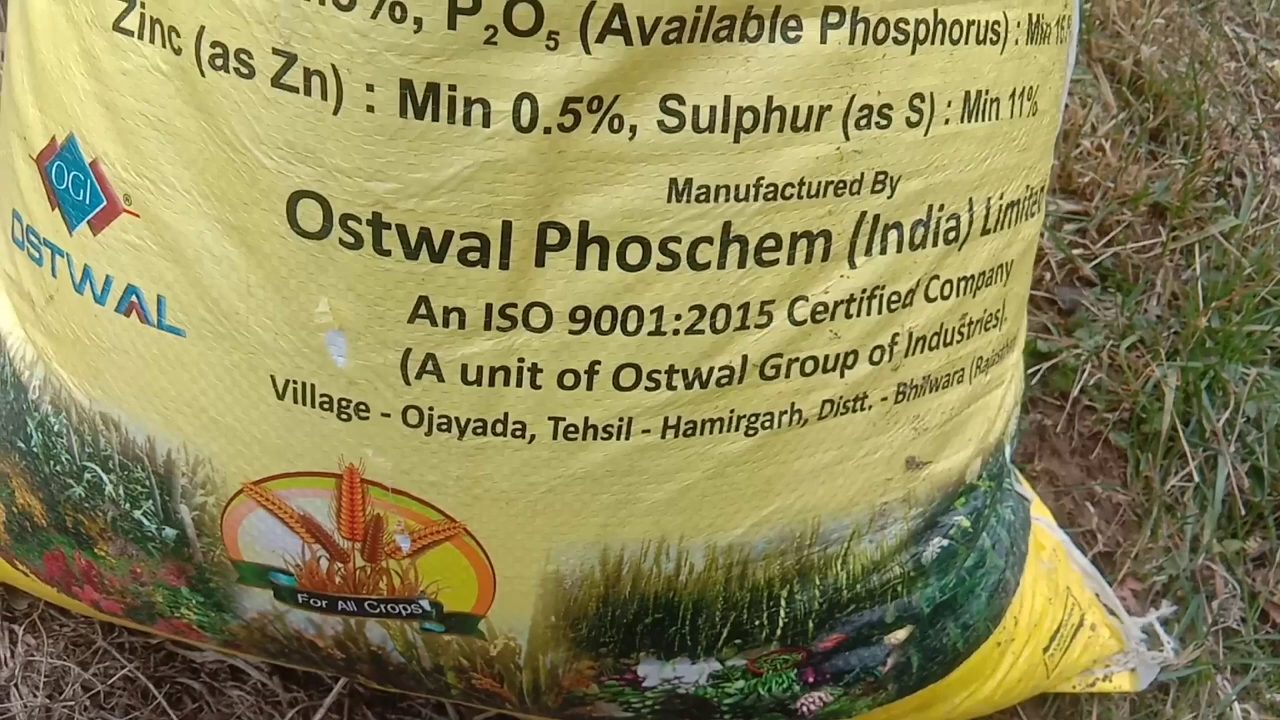 %, P₂O₅ (Available Phosphorus) : Min
Zinc (as Zn) : Min 0.5%, Sulphur (as S) : Min 11%
OGI
®
OSTWAL
Manufactured By
Ostwal Phoschem (India) Limited
An ISO 9001:2015 Certified Company
(A unit of Ostwal Group of Industries).
Village - Ojayada, Tehsil - Hamirgarh, Distt. - Bhilwara
For All Crops